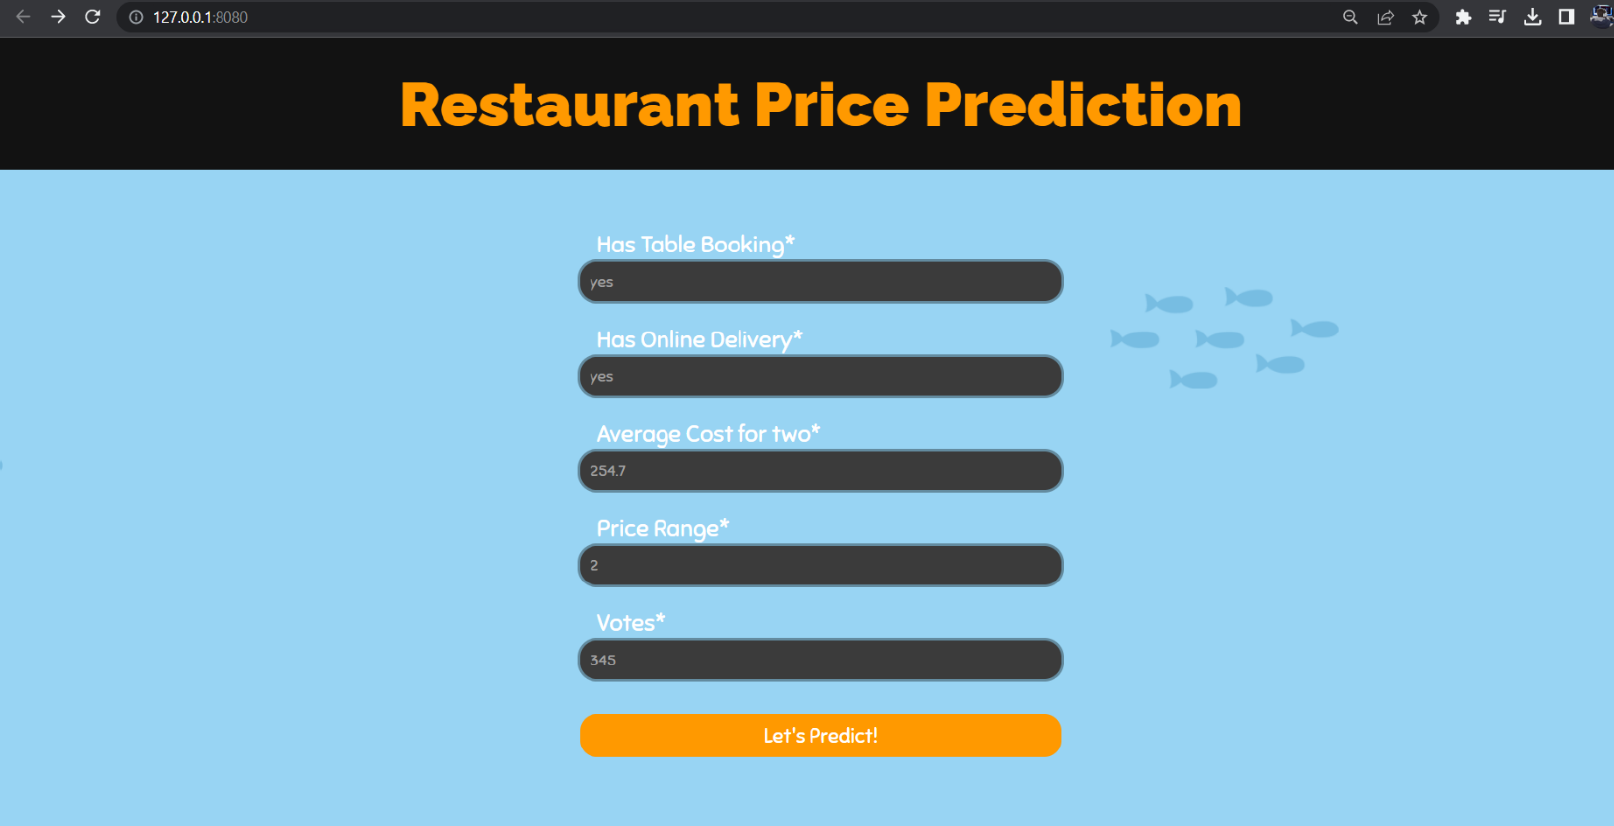 127.0.0.1:8080
Restaurant Price Prediction
Has Table Booking*
yes
Has Online Delivery*
yes
Average Cost for two*
254.7
Price Range*
2
Votes*
345
Let's Predict!